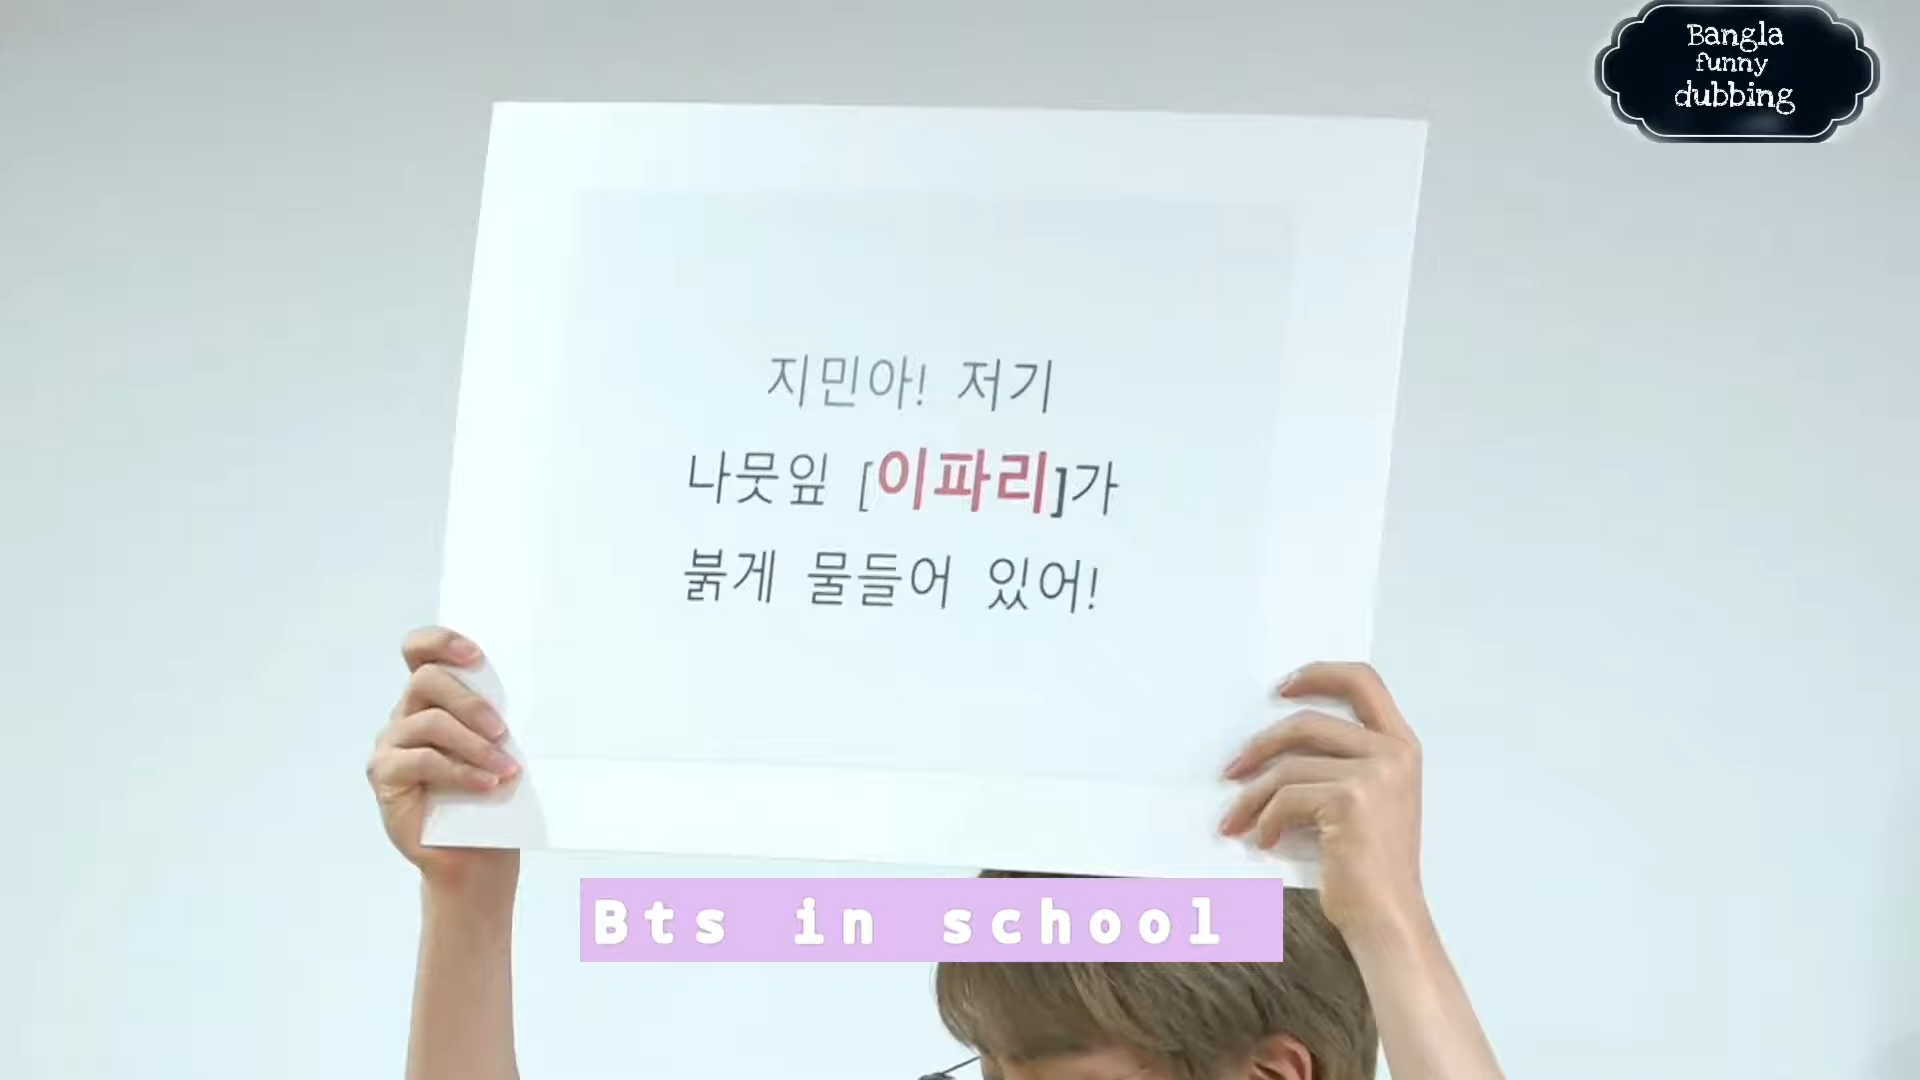 Bangla
funny
dubbing
지민아! 저기
나뭇잎 [이파리]가
붉게 물들어 있어!
Bts in school